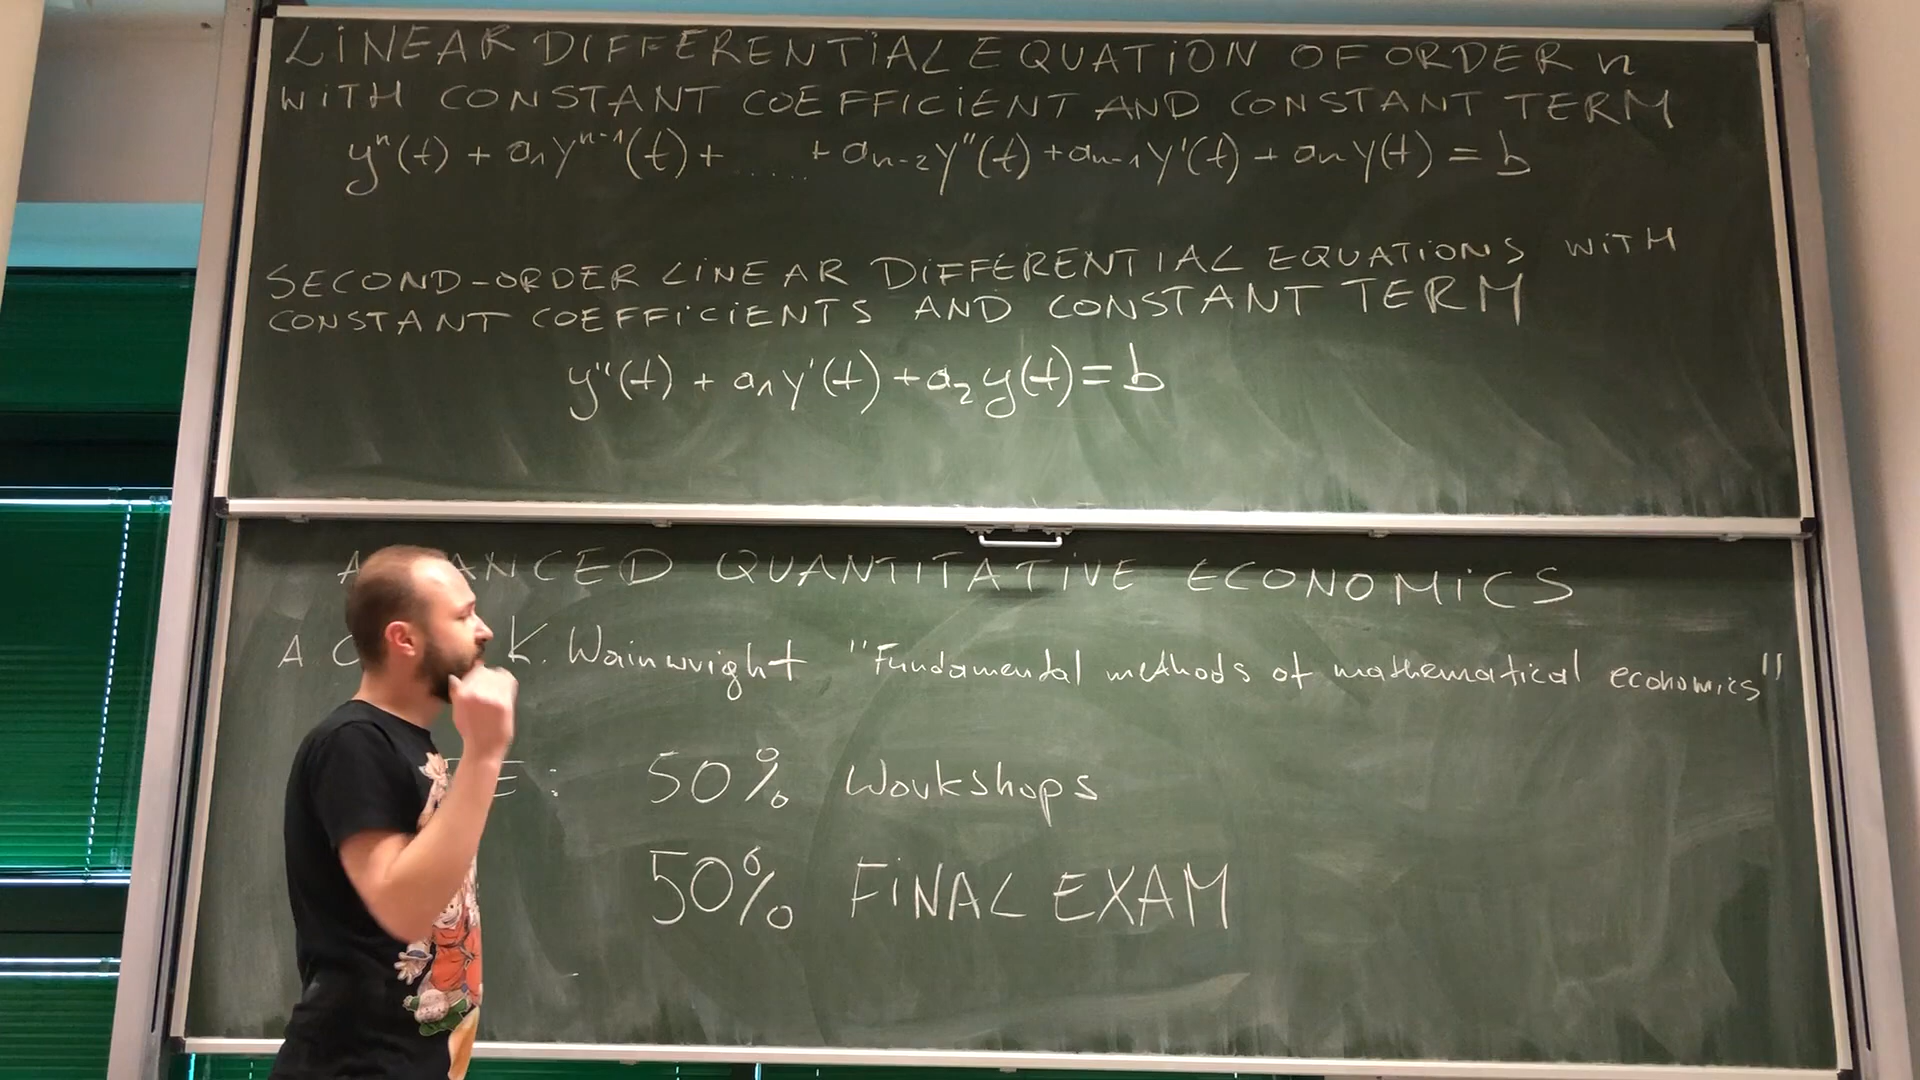 LINEAR DIFFERENTIAL EQUATION OF ORDER n
WITH CONSTANT COEFFICIENT AND CONSTANT TERM
yⁿ(t) + a₁yⁿ⁻¹(t) + ...... + aₙ₋₂y''(t) + aₙ₋₁y'(t) + aₙy(t) = b
SECOND-ORDER LINEAR DIFFERENTIAL EQUATIONS WITH
CONSTANT COEFFICIENTS AND CONSTANT TERM
y''(t) + a₁y'(t) + a₂y(t) = b
QUANTITATIVE ECONOMICS
A. K. Wainwright "Fundamental methods of mathematical economics"
50% Workshops
50% FINAL EXAM